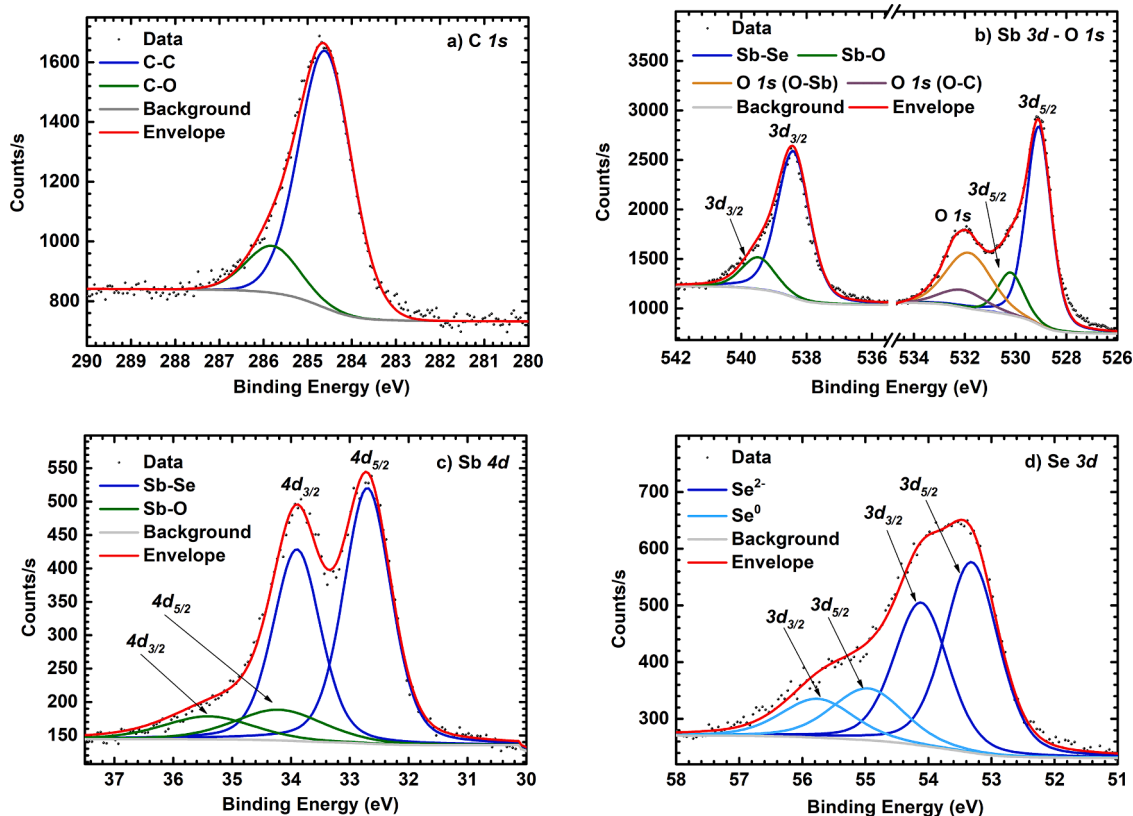 a) C 1s
Data
C-C
C-O
Background
Envelope
Counts/s
1600
1400
1200
1000
800
290 289 288 287 286 285 284 283 282 281 280
Binding Energy (eV)
b) Sb 3d - O 1s
Data
Sb-Se Sb-O
O 1s (O-Sb) O 1s (O-C)
Background Envelope
3d3/2
3d5/2
3d3/2
O 1s
3d5/2
Counts/s
3500
3000
2500
2000
1500
1000
542 540 538 536 534 532 530 528 526
Binding Energy (eV)
c) Sb 4d
Data
Sb-Se
Sb-O
Background
Envelope
4d5/2
4d3/2
4d5/2
4d3/2
Counts/s
550
500
450
400
350
300
250
200
150
37 36 35 34 33 32 31 30
Binding Energy (eV)
d) Se 3d
Data
Se2-
Se0
Background
Envelope
3d5/2
3d3/2
3d5/2
3d3/2
Counts/s
700
600
500
400
300
58 57 56 55 54 53 52 51
Binding Energy (eV)